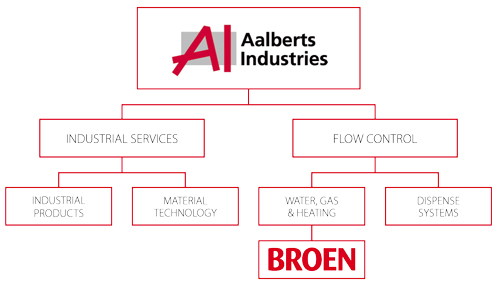 AI Aalberts
Industries
INDUSTRIAL SERVICES
FLOW CONTROL
INDUSTRIAL
PRODUCTS
MATERIAL
TECHNOLOGY
WATER, GAS
& HEATING
DISPENSE
SYSTEMS
BROEN